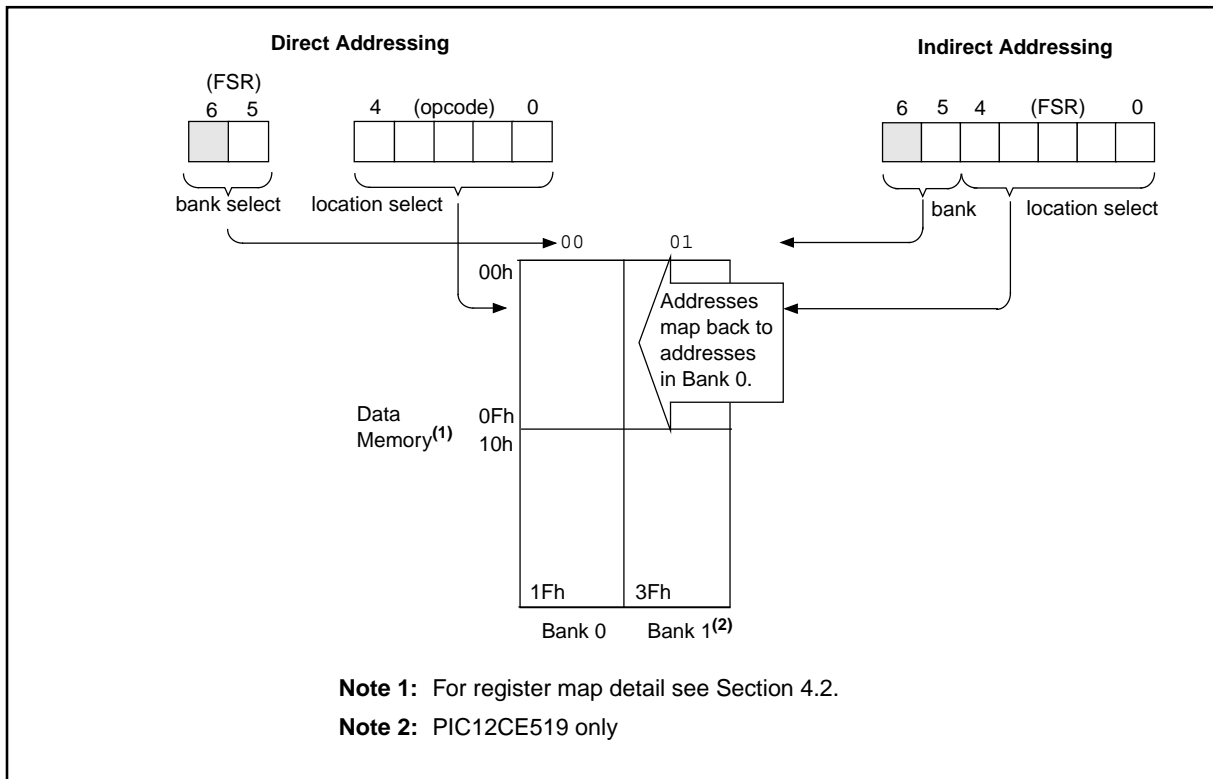 Direct Addressing
Indirect Addressing
(FSR)
6 5
4 (opcode) 0
bank select
location select
6 5 4 (FSR) 0
bank
location select
00
01
00h
Addresses
map back to
addresses
in Bank 0.
Data
Memory(1)
0Fh
10h
1Fh
3Fh
Bank 0
Bank 1(2)
Note 1: For register map detail see Section 4.2.
Note 2: PIC12CE519 only